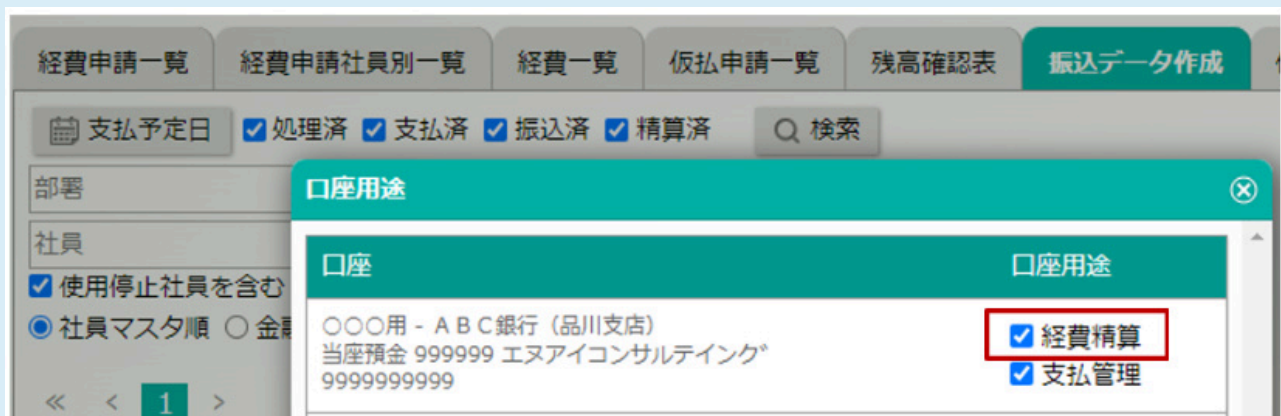 経費申請一覧 経費申請社員別一覧 経費一覧 仮払申請一覧 残高確認表 振込データ作成
支払予定日 処理済 支払済 振込済 精算済 検索
部署
口座用途
社員
口座 口座用途
使用停止社員を含む
社員マスタ順
○○○用 - ABC銀行（品川支店）
当座預金 999999 エヌアイコンサルテイングﾞ
9999999999
経費精算
支払管理
≪ < 1 >